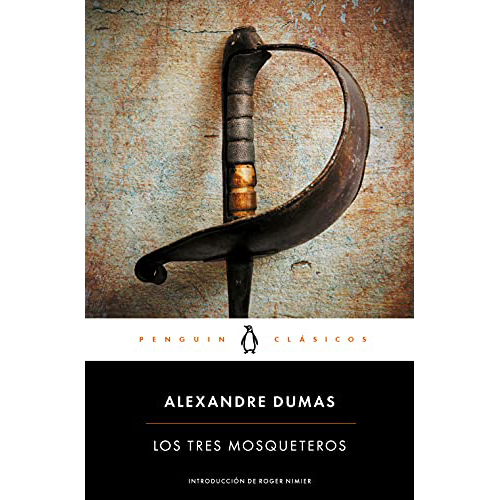 PENGUIN CLÁSICOS
ALEXANDRE DUMAS
LOS TRES MOSQUETEROS
INTRODUCCIÓN DE ROGER NIMIER